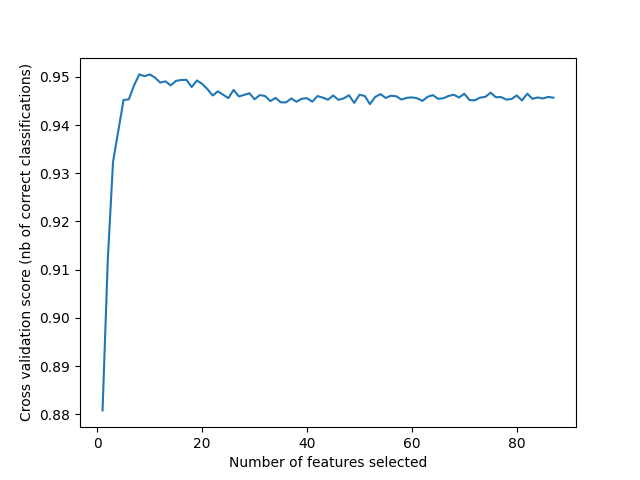 Cross validation score (nb of correct classifications)
0.95
0.94
0.93
0.92
0.91
0.90
0.89
0.88
0 20 40 60 80
Number of features selected